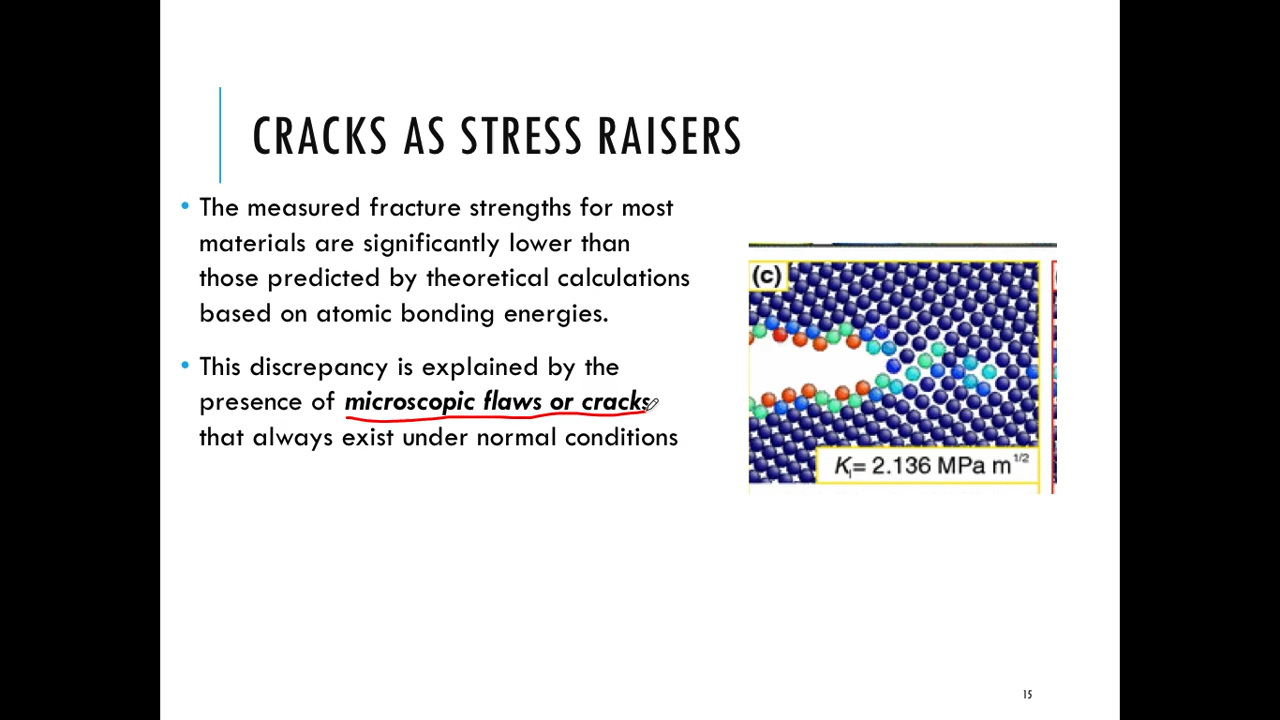 CRACKS AS STRESS RAISERS
• The measured fracture strengths for most
materials are significantly lower than
those predicted by theoretical calculations
based on atomic bonding energies.
• This discrepancy is explained by the
presence of microscopic flaws or cracks
that always exist under normal conditions
(c)
K_I= 2.136 MPa m^1/2
15